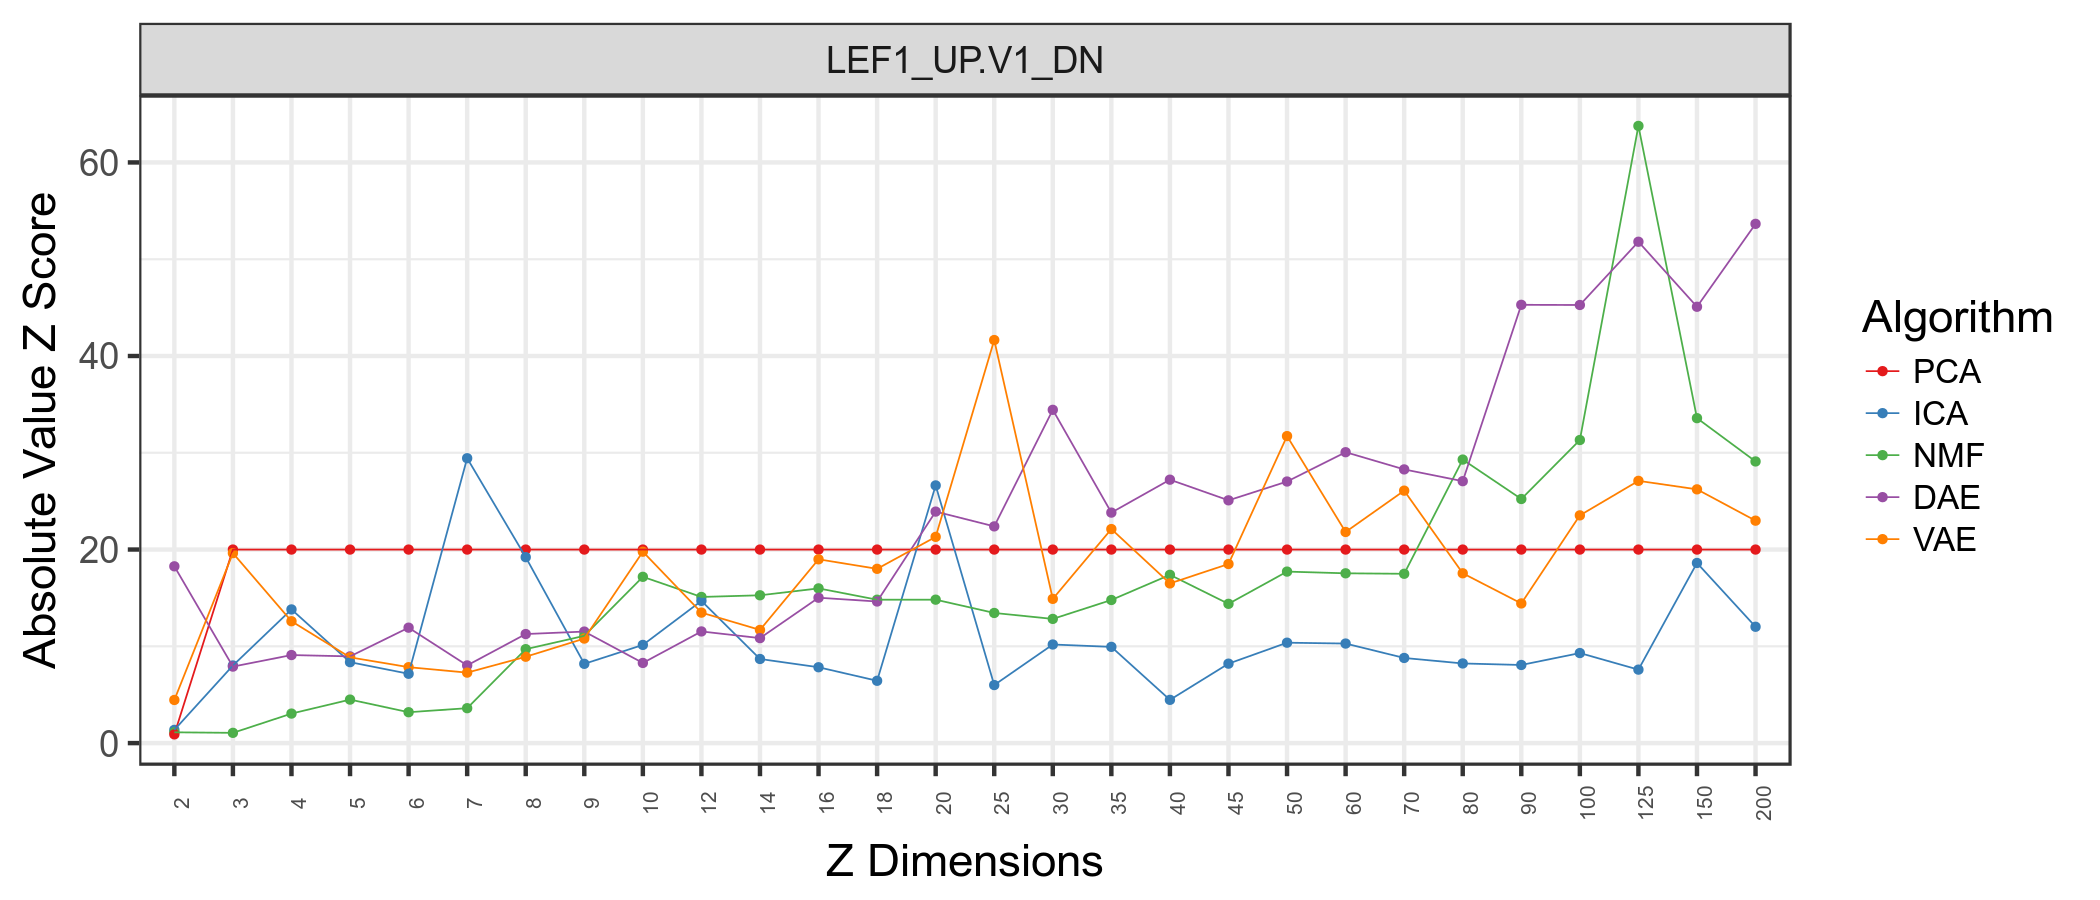 LEF1_UP.V1_DN
Absolute Value Z Score
60
40
20
0
2 3 4 5 6 7 8 9 10 12 14 16 18 20 25 30 35 40 45 50 60 70 80 90 100 125 150 200
Z Dimensions
Algorithm
PCA
ICA
NMF
DAE
VAE